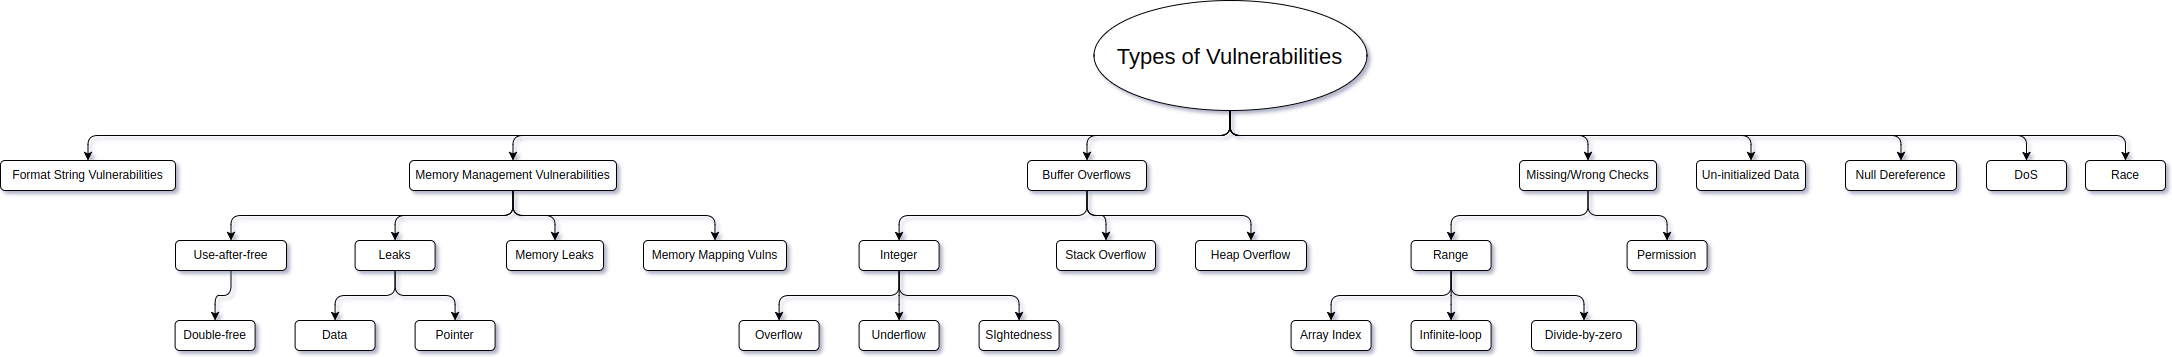 Types of Vulnerabilities
Format String Vulnerabilities
Memory Management Vulnerabilities
Buffer Overflows
Missing/Wrong Checks
Un-initialized Data
Null Dereference
DoS
Race
Use-after-free
Leaks
Memory Leaks
Memory Mapping Vulns
Integer
Stack Overflow
Heap Overflow
Range
Permission
Double-free
Data
Pointer
Overflow
Underflow
SIghtedness
Array Index
Infinite-loop
Divide-by-zero